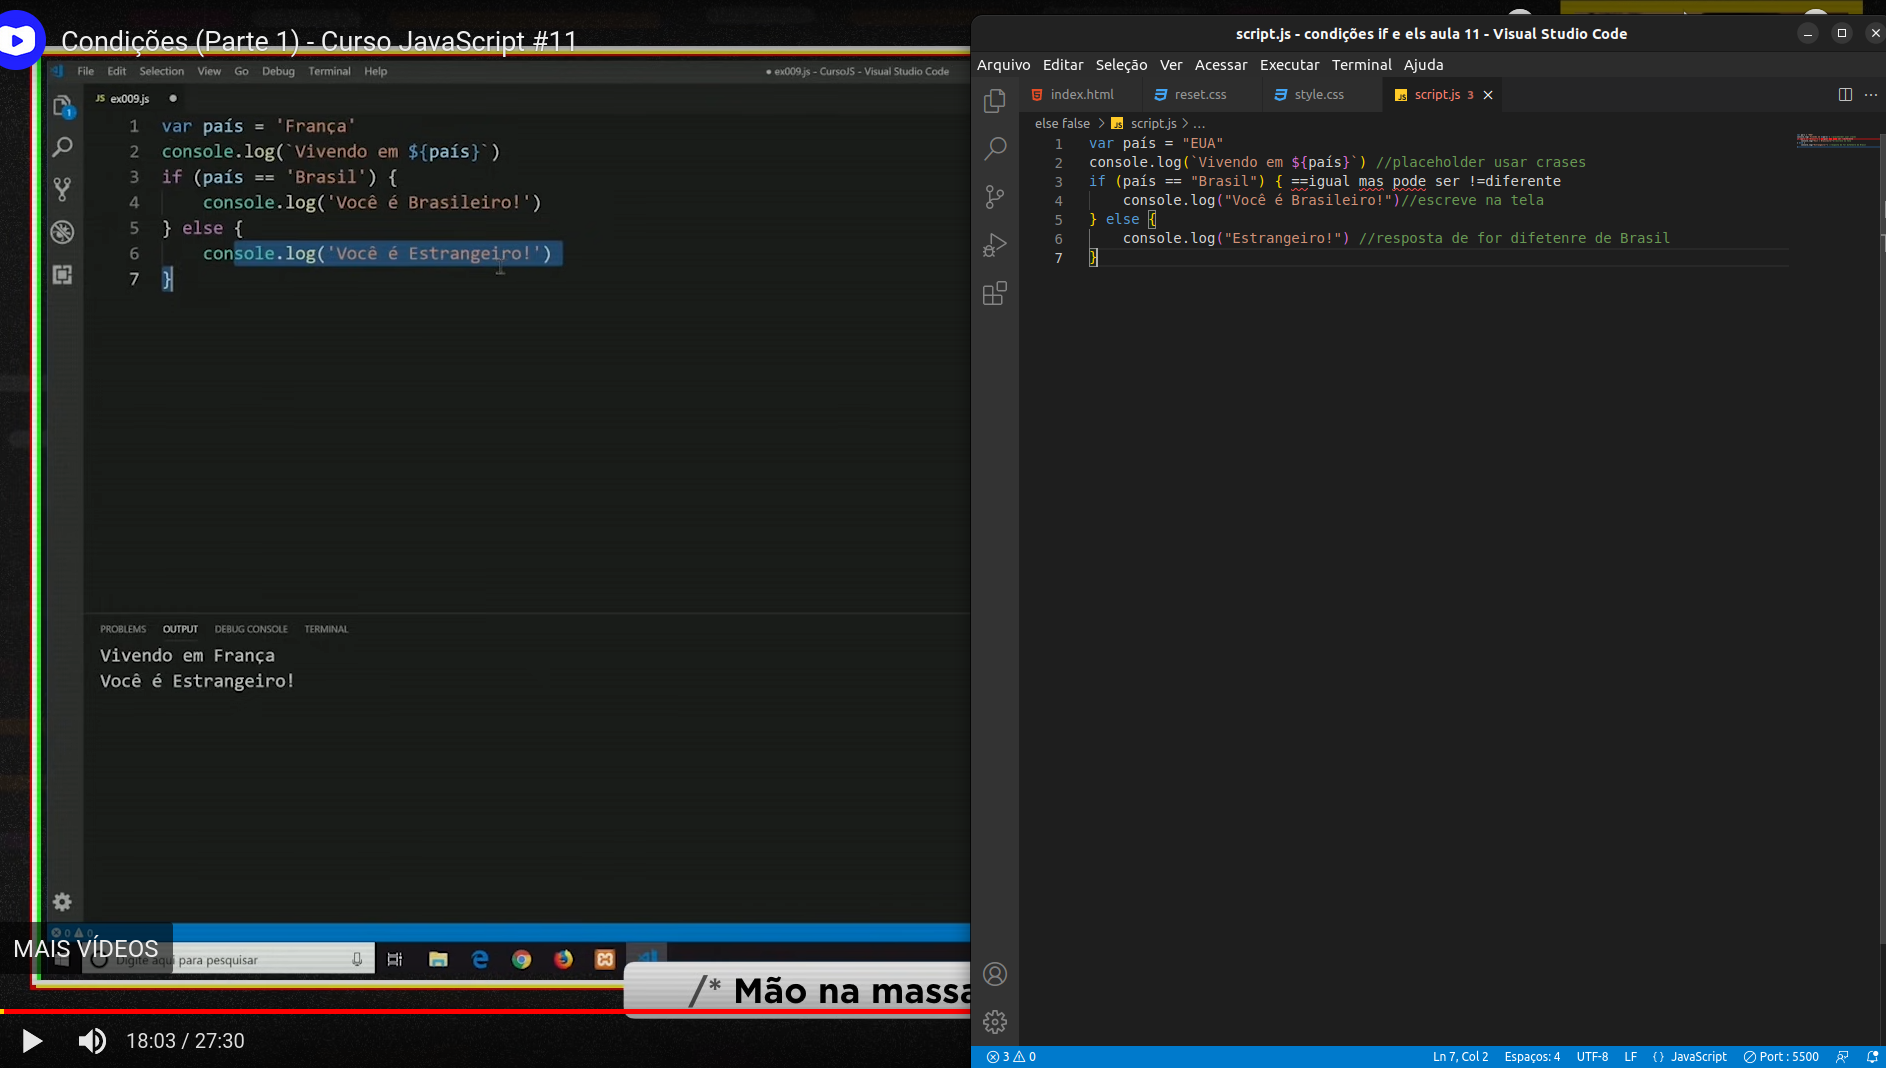 Condições (Parte 1) - Curso JavaScript #11
File Edit Selection View Go Debug Terminal Help
● ex009.js - CursoJS - Visual Studio Code
1
JS ex009.js ●
1 var país = 'França'
2 console.log(`Vivendo em ${país}`)
3 if (país == 'Brasil') {
4 console.log('Você é Brasileiro!')
5 } else {
6 console.log('Você é Estrangeiro!')
7 }
PROBLEMS OUTPUT DEBUG CONSOLE TERMINAL
Vivendo em França
Você é Estrangeiro!
0 0
MAIS VÍDEOS
Digite aqui para pesquisar
/* Mão na massa
18:03 / 27:30
script.js - condições if e els aula 11 - Visual Studio Code
Arquivo Editar Seleção Ver Acessar Executar Terminal Ajuda
index.html style.css reset.css script.js 3
else false > JS script.js > ...
1 var país = "EUA"
2 console.log(`Vivendo em ${país}`) //placeholder usar crases
3 if (país == "Brasil") { ==igual mas pode ser !=diferente
4 console.log("Você é Brasileiro!")//escreve na tela
5 } else {
6 console.log("Estrangeiro!") //resposta de for difetenre de Brasil
7 }
3 0 Ln 7, Col 2 Espaços: 4 UTF-8 LF {} JavaScript Port : 5500